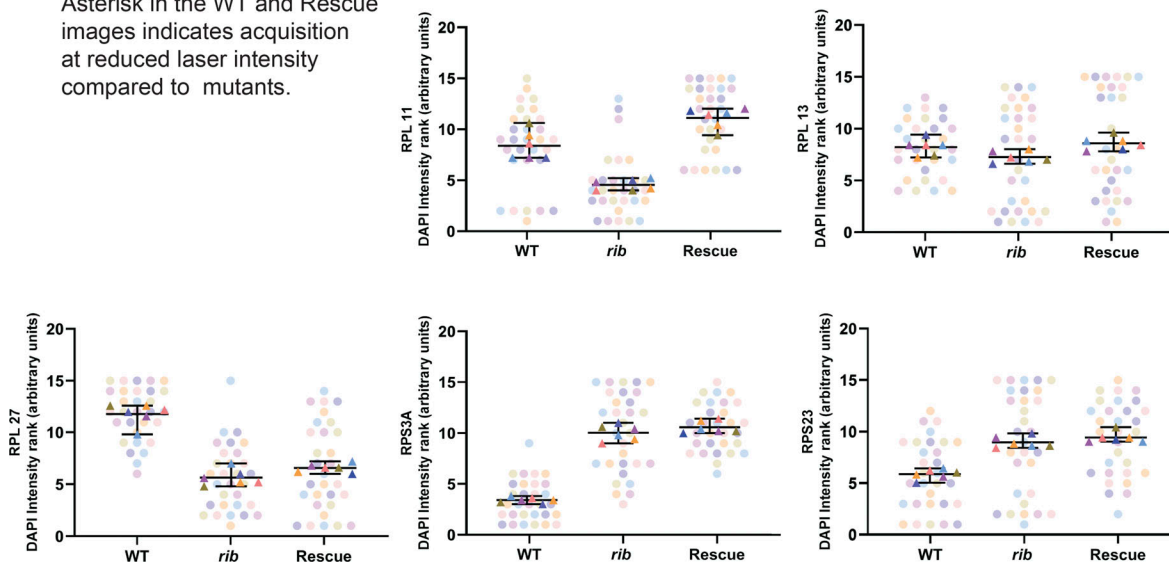 Asterisk in the WT and Rescue
images indicates acquisition
at reduced laser intensity
compared to mutants.
RPL 11
DAPI Intensity rank (arbitrary units)
20
15
10
5
0
WT
rib
Rescue
RPL 13
DAPI Intensity rank (arbitrary units)
20
15
10
5
0
WT
rib
Rescue
RPL 27
DAPI Intensity rank (arbitrary units)
20
15
10
5
0
WT
rib
Rescue
RPS3A
DAPI Intensity rank (arbitrary units)
20
15
10
5
0
WT
rib
Rescue
RPS23
DAPI Intensity rank (arbitrary units)
20
15
10
5
0
WT
rib
Rescue